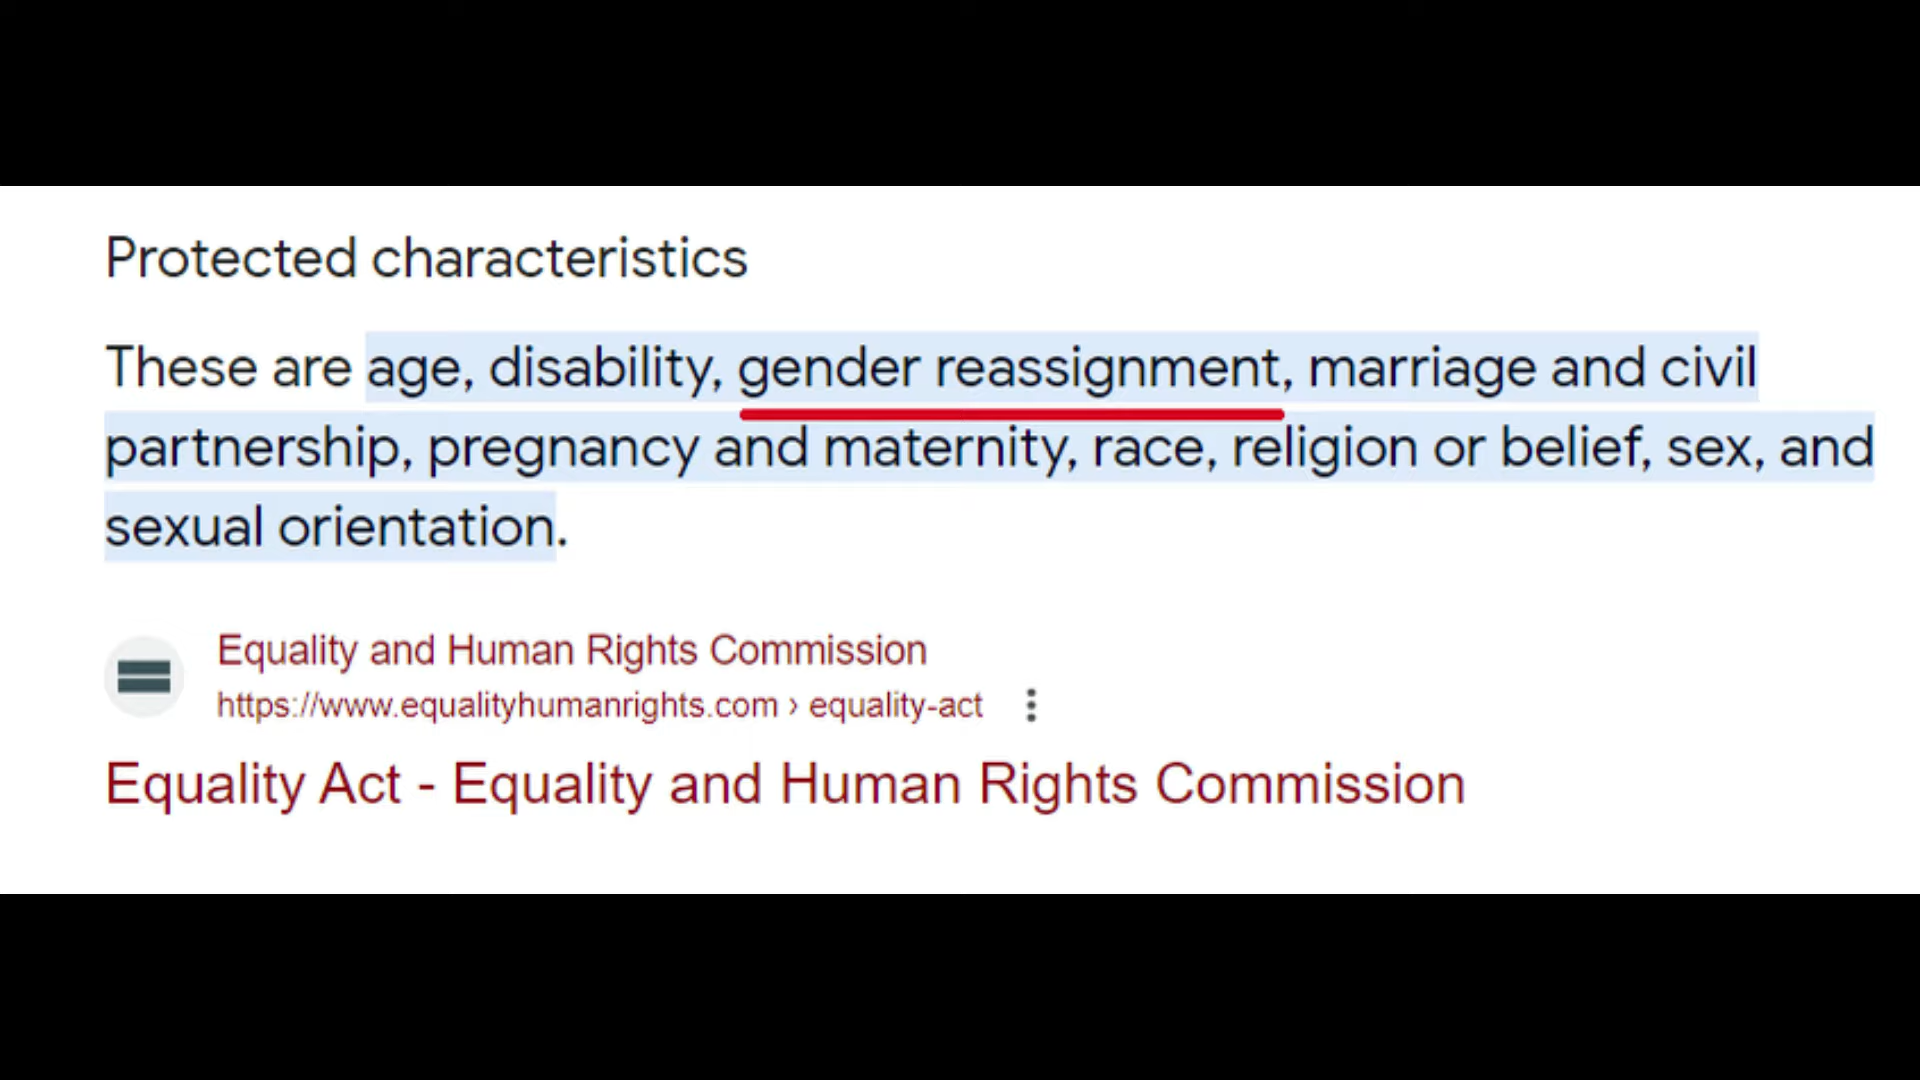 Protected characteristics
These are age, disability, gender reassignment, marriage and civil
partnership, pregnancy and maternity, race, religion or belief, sex, and
sexual orientation.
Equality and Human Rights Commission
https://www.equalityhumanrights.com › equality-act
Equality Act - Equality and Human Rights Commission